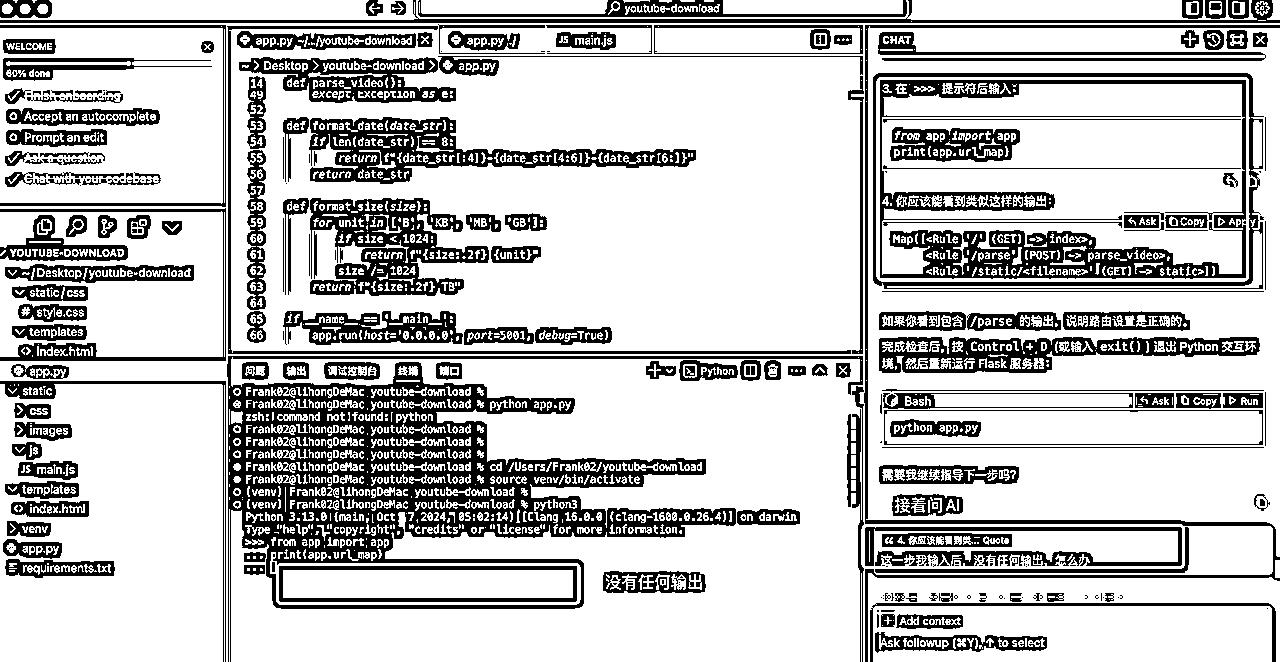 youtube-download
WELCOME
60% done
Finish onboarding
Accept an autocomplete
Prompt an edit
Ask a question
Chat with your codebase
YOUTUBE-DOWNLOAD
~/Desktop/youtube-download
static/css
# style.css
templates
index.html
app.py
static
css
images
js
JS main.js
templates
index.html
venv
app.py
requirements.txt
app.py ~/.../youtube-download
app.py ./
JS main.js
~ > Desktop > youtube-download > app.py
14 def parse_video():
49 except Exception as e:
52
53 def format_date(date_str):
54 if len(date_str) == 8:
55 return f"{date_str[:4]}-{date_str[4:6]}-{date_str[6:]}"
56 return date_str
57
58 def format_size(size):
59 for unit in ['B', 'KB', 'MB', 'GB']:
60 if size < 1024:
61 return f"{size:.2f} {unit}"
62 size /= 1024
63 return f"{size:.2f} TB"
64
65 if __name__ == '__main__':
66 app.run(host='0.0.0.0', port=5001, debug=True)
问题 输出 调试控制台 终端 端口
Python
Frank02@lihongDeMac youtube-download %
Frank02@lihongDeMac youtube-download % python app.py
zsh: command not found: python
Frank02@lihongDeMac youtube-download %
Frank02@lihongDeMac youtube-download %
Frank02@lihongDeMac youtube-download %
Frank02@lihongDeMac youtube-download % cd /Users/Frank02/youtube-download
Frank02@lihongDeMac youtube-download % source venv/bin/activate
(venv) Frank02@lihongDeMac youtube-download %
(venv) Frank02@lihongDeMac youtube-download % python3
Python 3.13.0 (main, Oct 7 2024, 05:02:14) [Clang 16.0.0 (clang-1600.0.26.4)] on darwin
Type "help", "copyright", "credits" or "license" for more information.
>>> from app import app
... print(app.url_map)
...
没有任何输出
CHAT
3. 在 >>> 提示符后输入：
from app import app
print(app.url_map)
4. 你应该能看到类似这样的输出：
Ask Copy Apply
Map([<Rule '/' (GET) -> index>,
<Rule '/parse' (POST) -> parse_video>,
<Rule '/static/<filename>' (GET) -> static>])
如果你看到包含 /parse 的输出，说明路由设置是正确的。
完成检查后，按 Control + D (或输入 exit()) 退出 Python 交互环
境，然后重新运行 Flask 服务器：
Bash
Ask Copy Run
python app.py
需要我继续指导下一步吗？
接着问AI
4. 你应该能看到类... Quote
这一步我输入后，没有任何输出，怎么办
Add context
Ask followup (⌘Y), ↑ to select